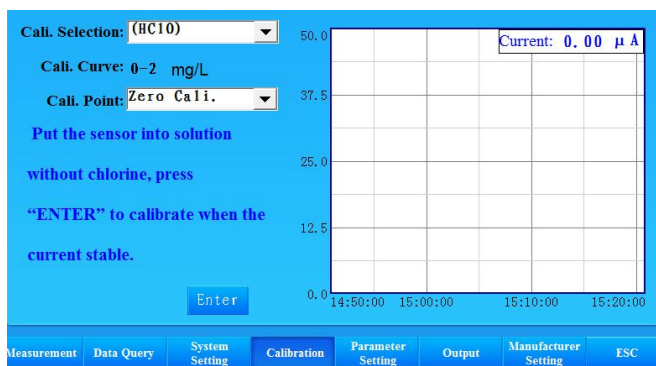 Cali. Selection: (HC10)
Cali. Curve: 0-2 mg/L
Cali. Point: Zero Cali.
Put the sensor into solution
without chlorine, press
“ENTER” to calibrate when the
current stable.
Enter
Current: 0.00 μA
50.0
37.5
25.0
12.5
0.0
14:50:00 15:00:00 15:10:00 15:20:00
Measurement Data Query System Setting Calibration Parameter Setting Output Manufacturer Setting ESC